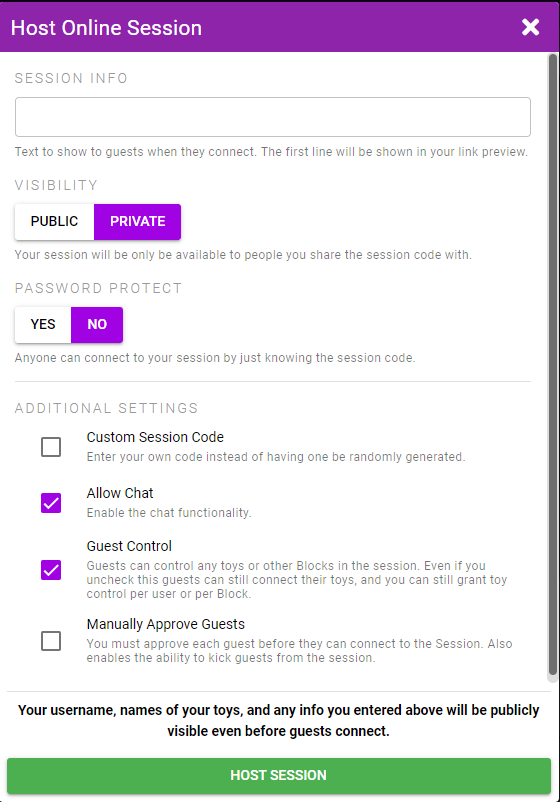 Host Online Session
SESSION INFO
Text to show to guests when they connect. The first line will be shown in your link preview.
VISIBILITY
PUBLIC PRIVATE
Your session will be only be available to people you share the session code with.
PASSWORD PROTECT
YES NO
Anyone can connect to your session by just knowing the session code.
ADDITIONAL SETTINGS
Custom Session Code
Enter your own code instead of having one be randomly generated.
Allow Chat
Enable the chat functionality.
Guest Control
Guests can control any toys or other Blocks in the session. Even if you
uncheck this guests can still connect their toys, and you can still grant toy
control per user or per Block.
Manually Approve Guests
You must approve each guest before they can connect to the Session. Also
enables the ability to kick guests from the session.
Your username, names of your toys, and any info you entered above will be publicly
visible even before guests connect.
HOST SESSION